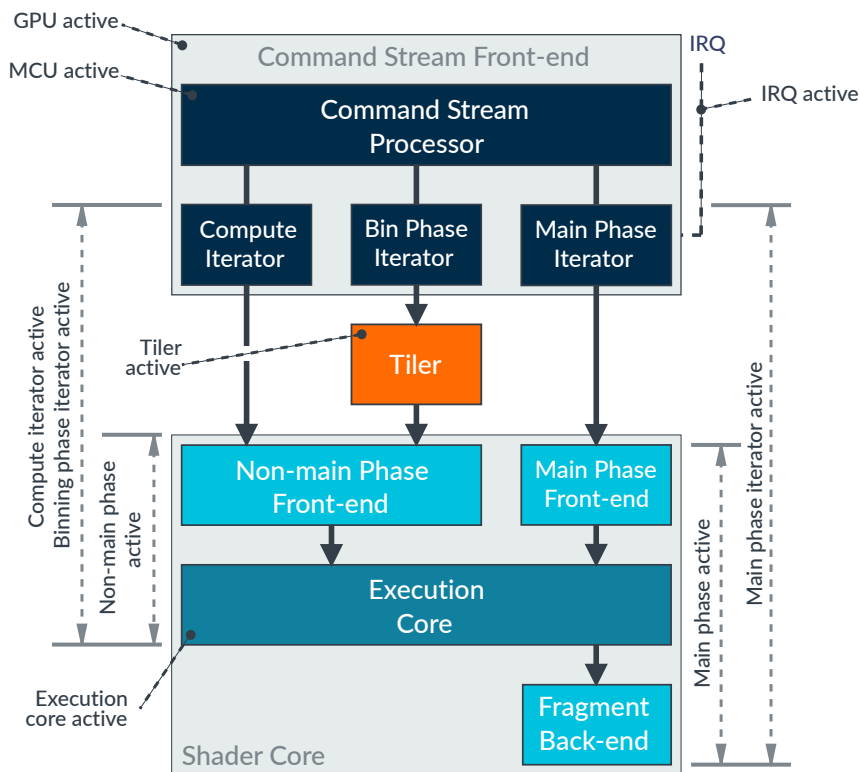 GPU active
MCU active
Command Stream Front-end
IRQ
IRQ active
Command Stream
Processor
Compute
Iterator
Bin Phase
Iterator
Main Phase
Iterator
Tiler
active
Tiler
Compute iterator active
Binning phase iterator active
Non-main phase
active
Non-main Phase
Front-end
Main Phase
Front-end
Main phase active
Main phase iterator active
Execution
Core
Execution
core active
Fragment
Back-end
Shader Core